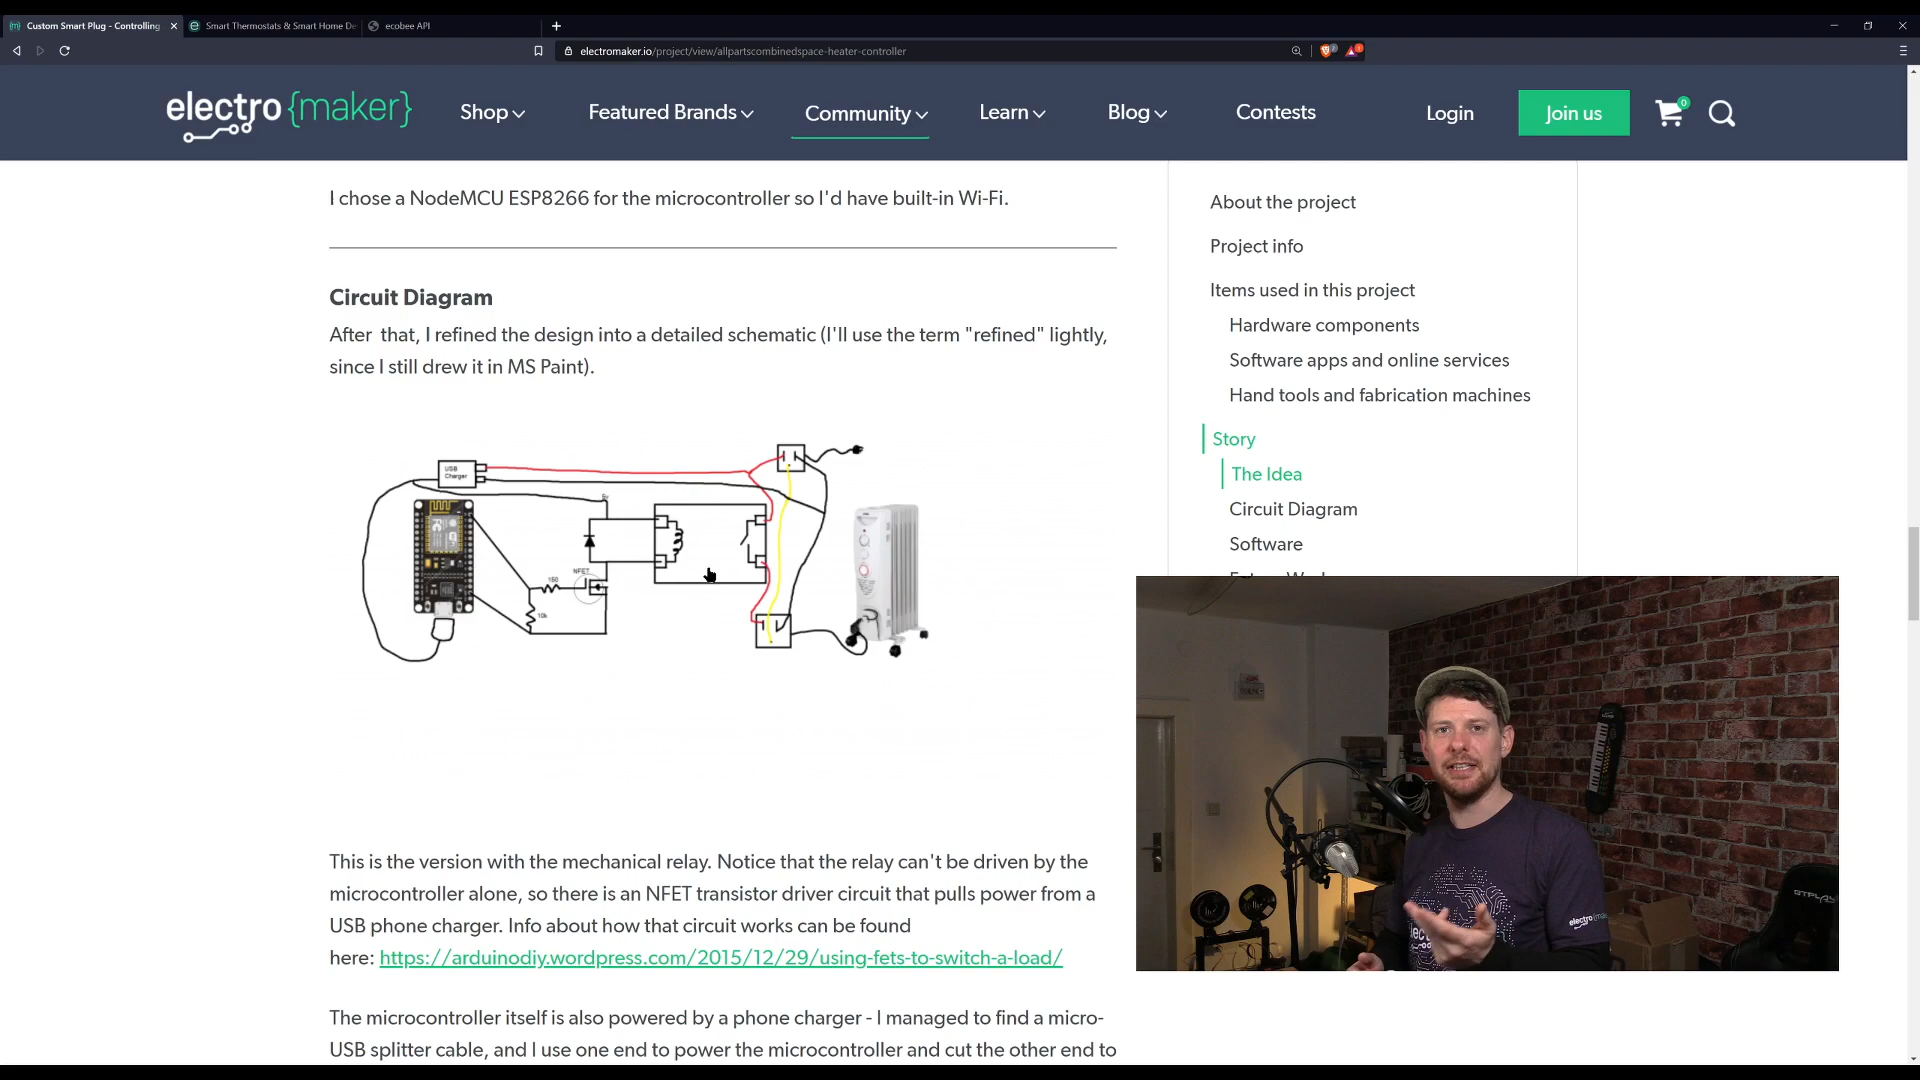 Custom Smart Plug - Controlling
Smart Thermostats & Smart Home De
ecobee API
electromaker.io/project/view/allpartscombinedspace-heater-controller
electro {maker}
Shop
Featured Brands
Community
Learn
Blog
Contests
Login
Join us
0
I chose a NodeMCU ESP8266 for the microcontroller so I'd have built-in Wi-Fi.
Circuit Diagram
After that, I refined the design into a detailed schematic (I'll use the term "refined" lightly,
since I still drew it in MS Paint).
USB
Charger
5v
NFET
150
10k
This is the version with the mechanical relay. Notice that the relay can't be driven by the
microcontroller alone, so there is an NFET transistor driver circuit that pulls power from a
USB phone charger. Info about how that circuit works can be found
here: https://arduinodiy.wordpress.com/2015/12/29/using-fets-to-switch-a-load/
The microcontroller itself is also powered by a phone charger - I managed to find a micro-
USB splitter cable, and I use one end to power the microcontroller and cut the other end to
About the project
Project info
Items used in this project
Hardware components
Software apps and online services
Hand tools and fabrication machines
Story
The Idea
Circuit Diagram
Software
GTPLAYER